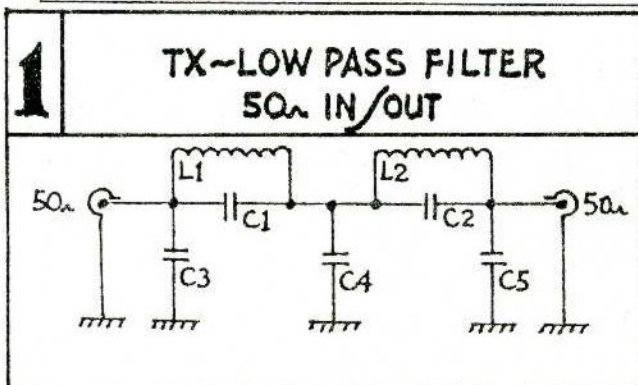 1
TX~LOW PASS FILTER
50Ω IN/OUT
L1
L2
50Ω
C1
C2
50Ω
C3
C4
C5